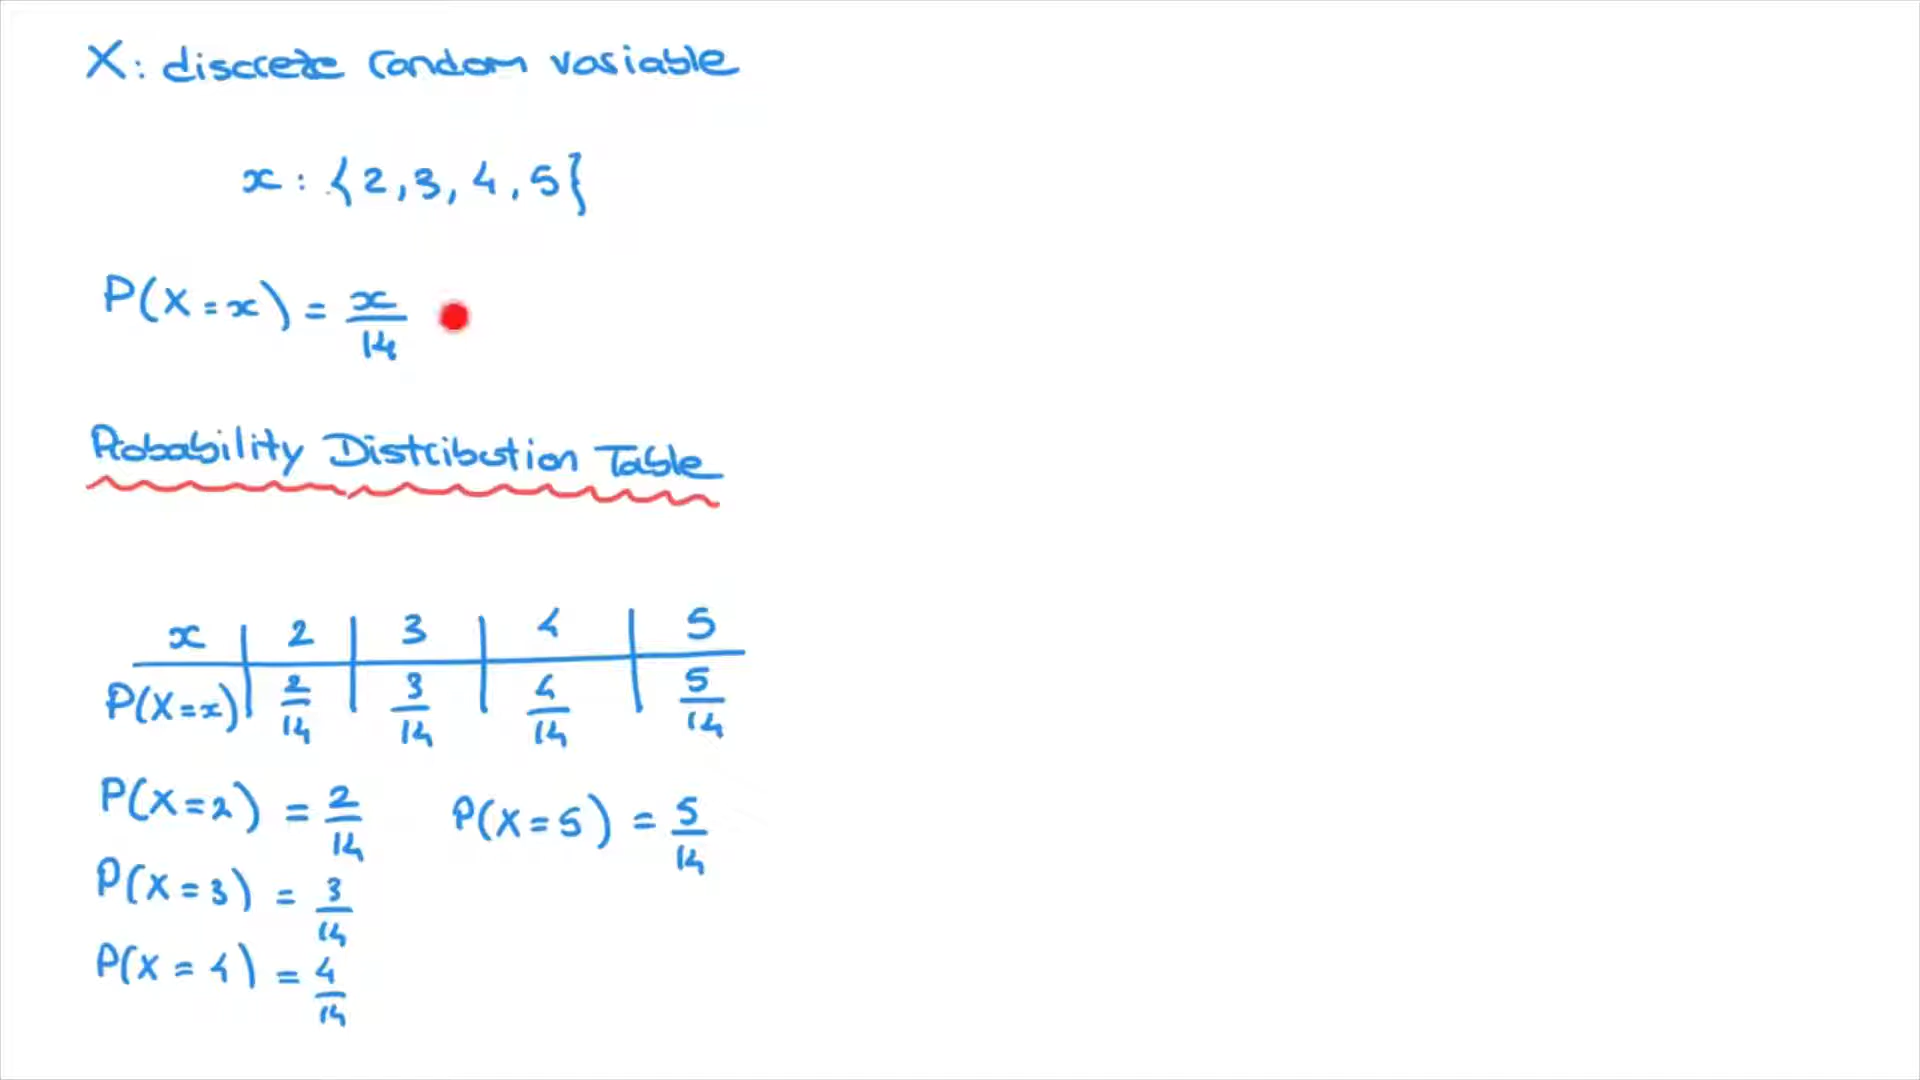 X: discrete random variable
x: {2, 3, 4, 5}
P(X=x) = x/14
Probability Distribution Table
x | 2 | 3 | 4 | 5
P(X=x) | 2/14 | 3/14 | 4/14 | 5/14
P(X=2) = 2/14
P(X=3) = 3/14
P(X=4) = 4/14
P(X=5) = 5/14